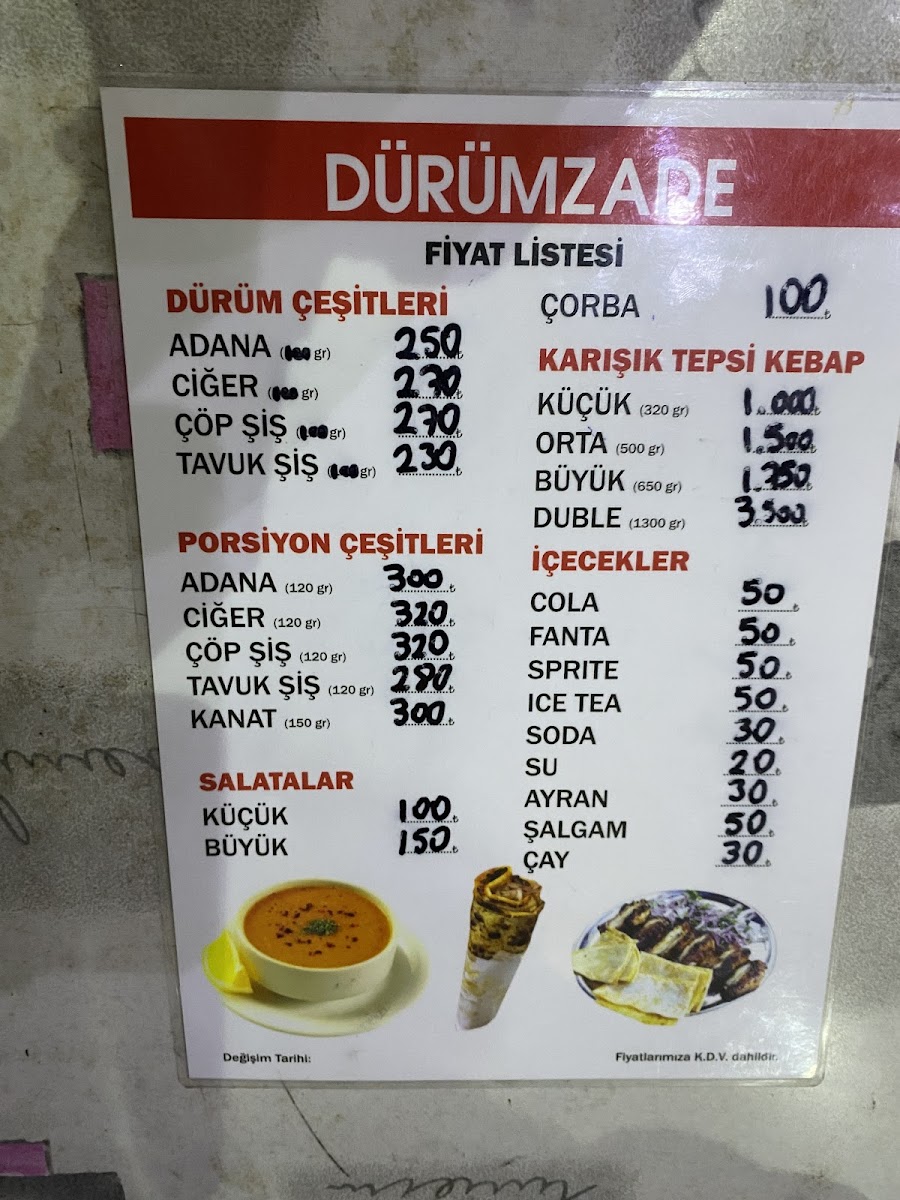 DÜRÜMZADE
FİYAT LİSTESİ
DÜRÜM ÇEŞİTLERİ
ADANA ( gr) 250 ₺
CİĞER ( gr) 270 ₺
ÇÖP ŞİŞ ( gr) 270 ₺
TAVUK ŞİŞ ( gr) 230 ₺
PORSİYON ÇEŞİTLERİ
ADANA (120 gr) 300 ₺
CİĞER (120 gr) 320 ₺
ÇÖP ŞİŞ (120 gr) 320 ₺
TAVUK ŞİŞ (120 gr) 280 ₺
KANAT (150 gr) 300 ₺
SALATALAR
KÜÇÜK 100 ₺
BÜYÜK 150 ₺
ÇORBA 100 ₺
KARIŞIK TEPSİ KEBAP
KÜÇÜK (320 gr) 1.000 ₺
ORTA (500 gr) 1.500 ₺
BÜYÜK (650 gr) 1.750 ₺
DUBLE (1300 gr) 3.500 ₺
İÇECEKLER
COLA 50 ₺
FANTA 50 ₺
SPRITE 50 ₺
ICE TEA 50 ₺
SODA 30 ₺
SU 20 ₺
AYRAN 30 ₺
ŞALGAM 50 ₺
ÇAY 30 ₺
Değişim Tarihi:
Fiyatlarımıza K.D.V. dahildir.